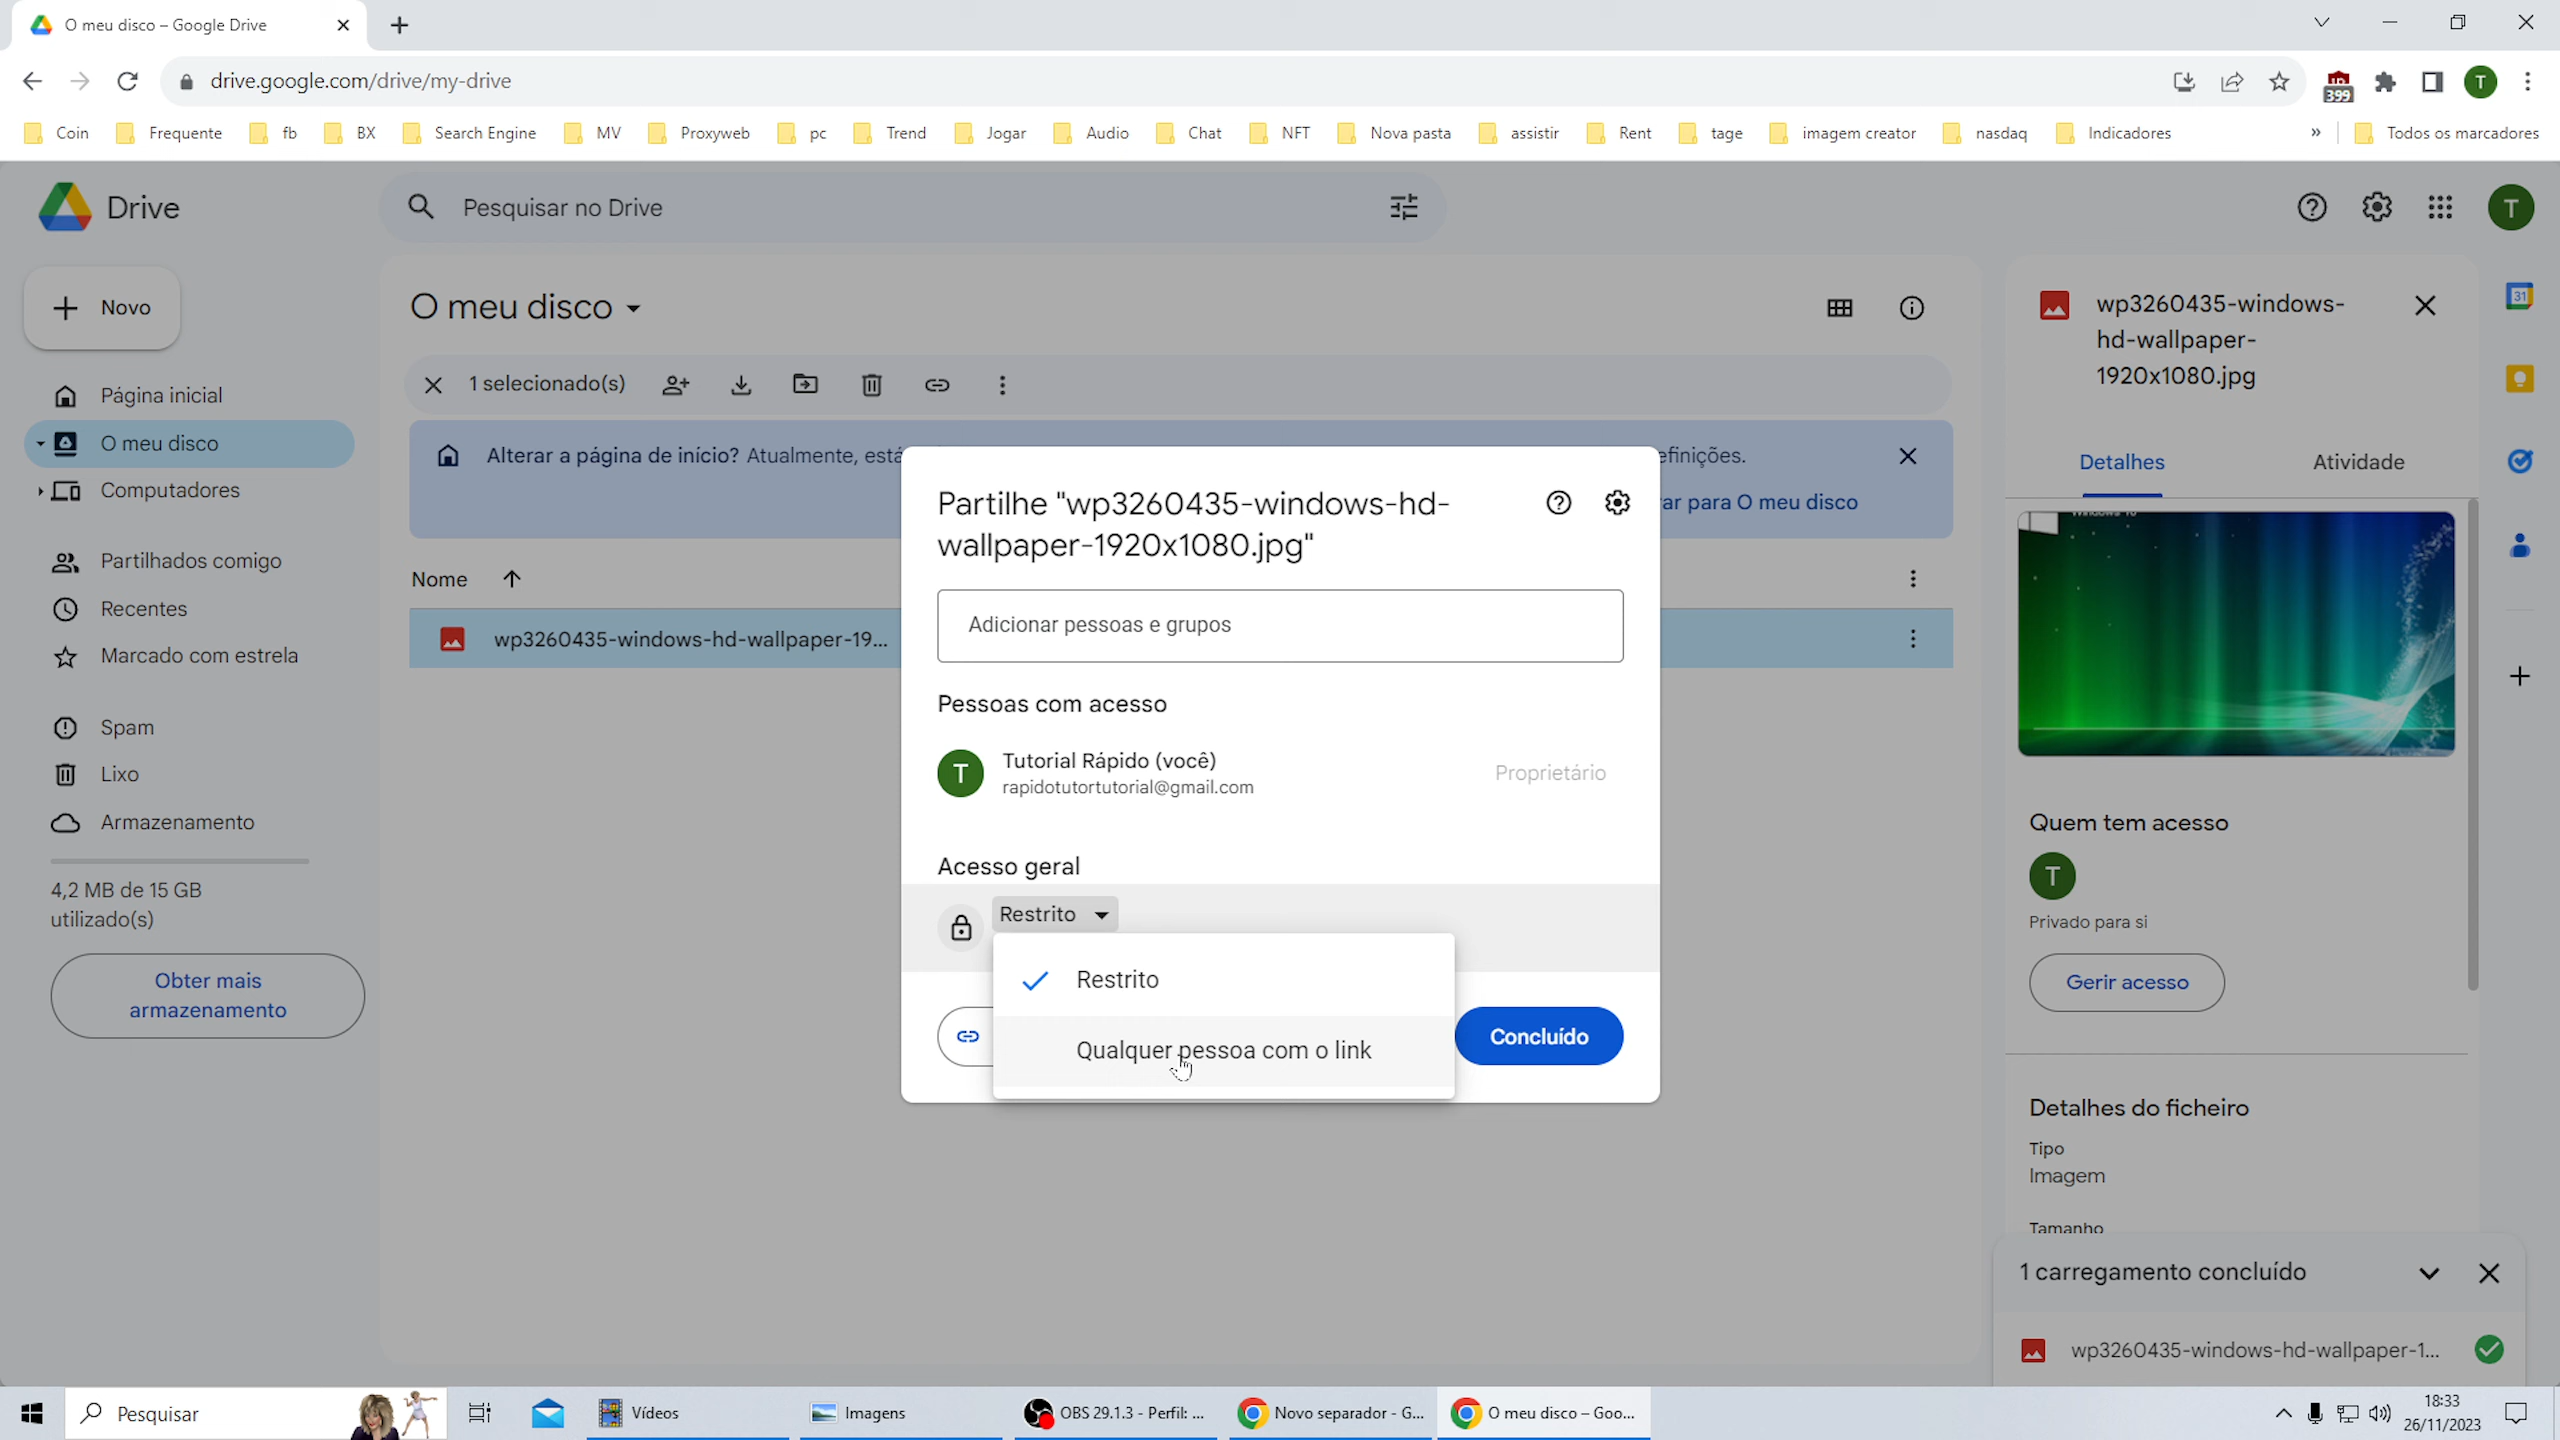 O meu disco – Google Drive
drive.google.com/drive/my-drive
399
T
Coin
Frequente
fb
BX
Search Engine
MV
Proxyweb
pc
Trend
Jogar
Audio
Chat
NFT
Nova pasta
assistir
Rent
tage
imagem creator
nasdaq
Indicadores
»
Todos os marcadores
Drive
Pesquisar no Drive
T
Novo
Página inicial
O meu disco
Computadores
Partilhados comigo
Recentes
Marcado com estrela
Spam
Lixo
Armazenamento
4,2 MB de 15 GB
utilizado(s)
Obter mais
armazenamento
O meu disco
1 selecionado(s)
Alterar a página de início? Atualmente, está
efinições.
ar para O meu disco
Nome
wp3260435-windows-hd-wallpaper-19...
Partilhe "wp3260435-windows-hd-
wallpaper-1920x1080.jpg"
Adicionar pessoas e grupos
Pessoas com acesso
T
Tutorial Rápido (você)
rapidotutortutorial@gmail.com
Proprietário
Acesso geral
Restrito
Restrito
Qualquer pessoa com o link
Concluído
wp3260435-windows-
hd-wallpaper-
1920x1080.jpg
Detalhes
Atividade
Quem tem acesso
T
Privado para si
Gerir acesso
Detalhes do ficheiro
Tipo
Imagem
Tamanho
1 carregamento concluído
wp3260435-windows-hd-wallpaper-1...
31
Pesquisar
Vídeos
Imagens
OBS 29.1.3 - Perfil: ...
Novo separador - G...
O meu disco – Goo...
18:33
26/11/2023